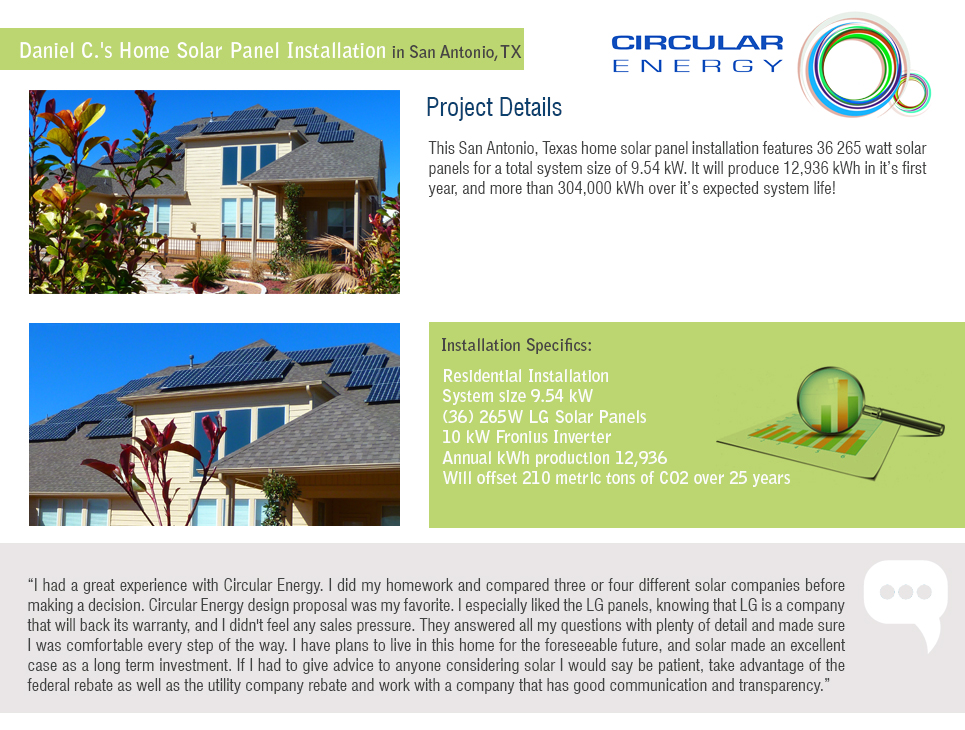 Daniel C.'s Home Solar Panel Installation in San Antonio, TX
CIRCULAR
ENERGY
Project Details
This San Antonio, Texas home solar panel installation features 36 265 watt solar
panels for a total system size of 9.54 kW. It will produce 12,936 kWh in it's first
year, and more than 304,000 kWh over it's expected system life!
Installation Specifics:
Residential Installation
System size 9.54 kW
(36) 265W LG Solar Panels
10 kW Fronius Inverter
Annual kWh production 12,936
Will offset 210 metric tons of CO2 over 25 years
“I had a great experience with Circular Energy. I did my homework and compared three or four different solar companies before
making a decision. Circular Energy design proposal was my favorite. I especially liked the LG panels, knowing that LG is a company
that will back its warranty, and I didn't feel any sales pressure. They answered all my questions with plenty of detail and made sure
I was comfortable every step of the way. I have plans to live in this home for the foreseeable future, and solar made an excellent
case as a long term investment. If I had to give advice to anyone considering solar I would say be patient, take advantage of the
federal rebate as well as the utility company rebate and work with a company that has good communication and transparency.”